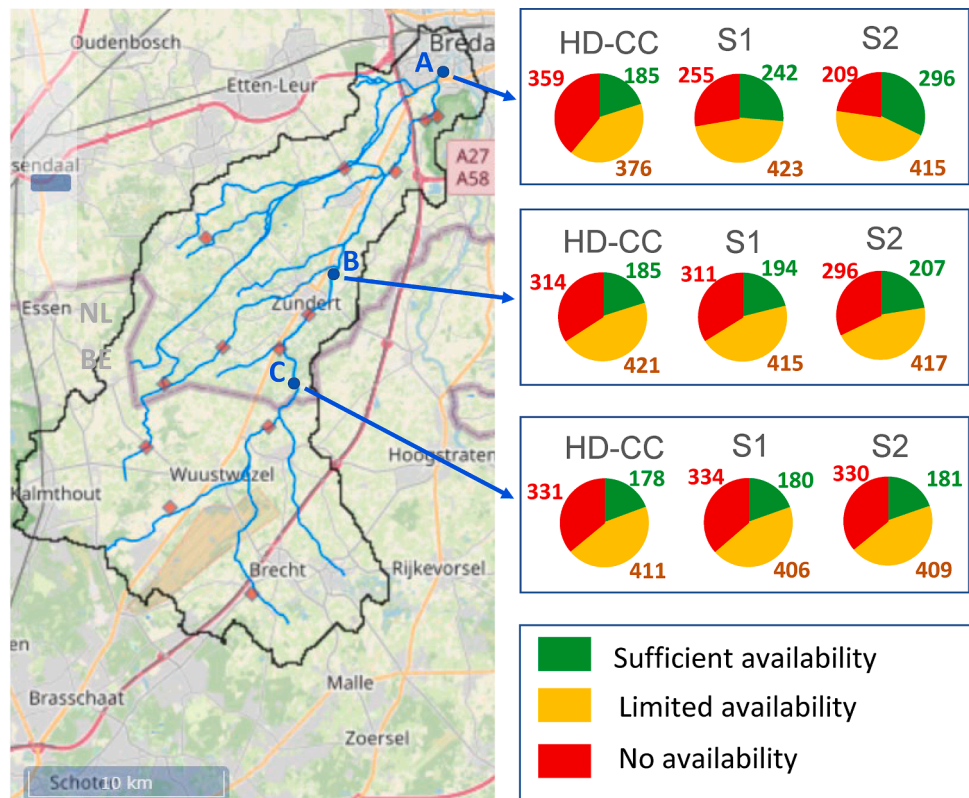 Oudenbosch
Breda
A
Etten-Leur
sendaal
A27
A58
B
Essen
NL
Zundert
BE
C
Hoogstraten
Wuustwezel
Kalmthout
Brecht
Rijkevorsel
en
Malle
Brasschaat
Zoersel
Schoten
10 km
HD-CC S1 S2
359 185 255 242 209 296
376 423 415
HD-CC S1 S2
314 185 311 194 296 207
421 415 417
HD-CC S1 S2
331 178 334 180 330 181
411 406 409
Sufficient availability
Limited availability
No availability